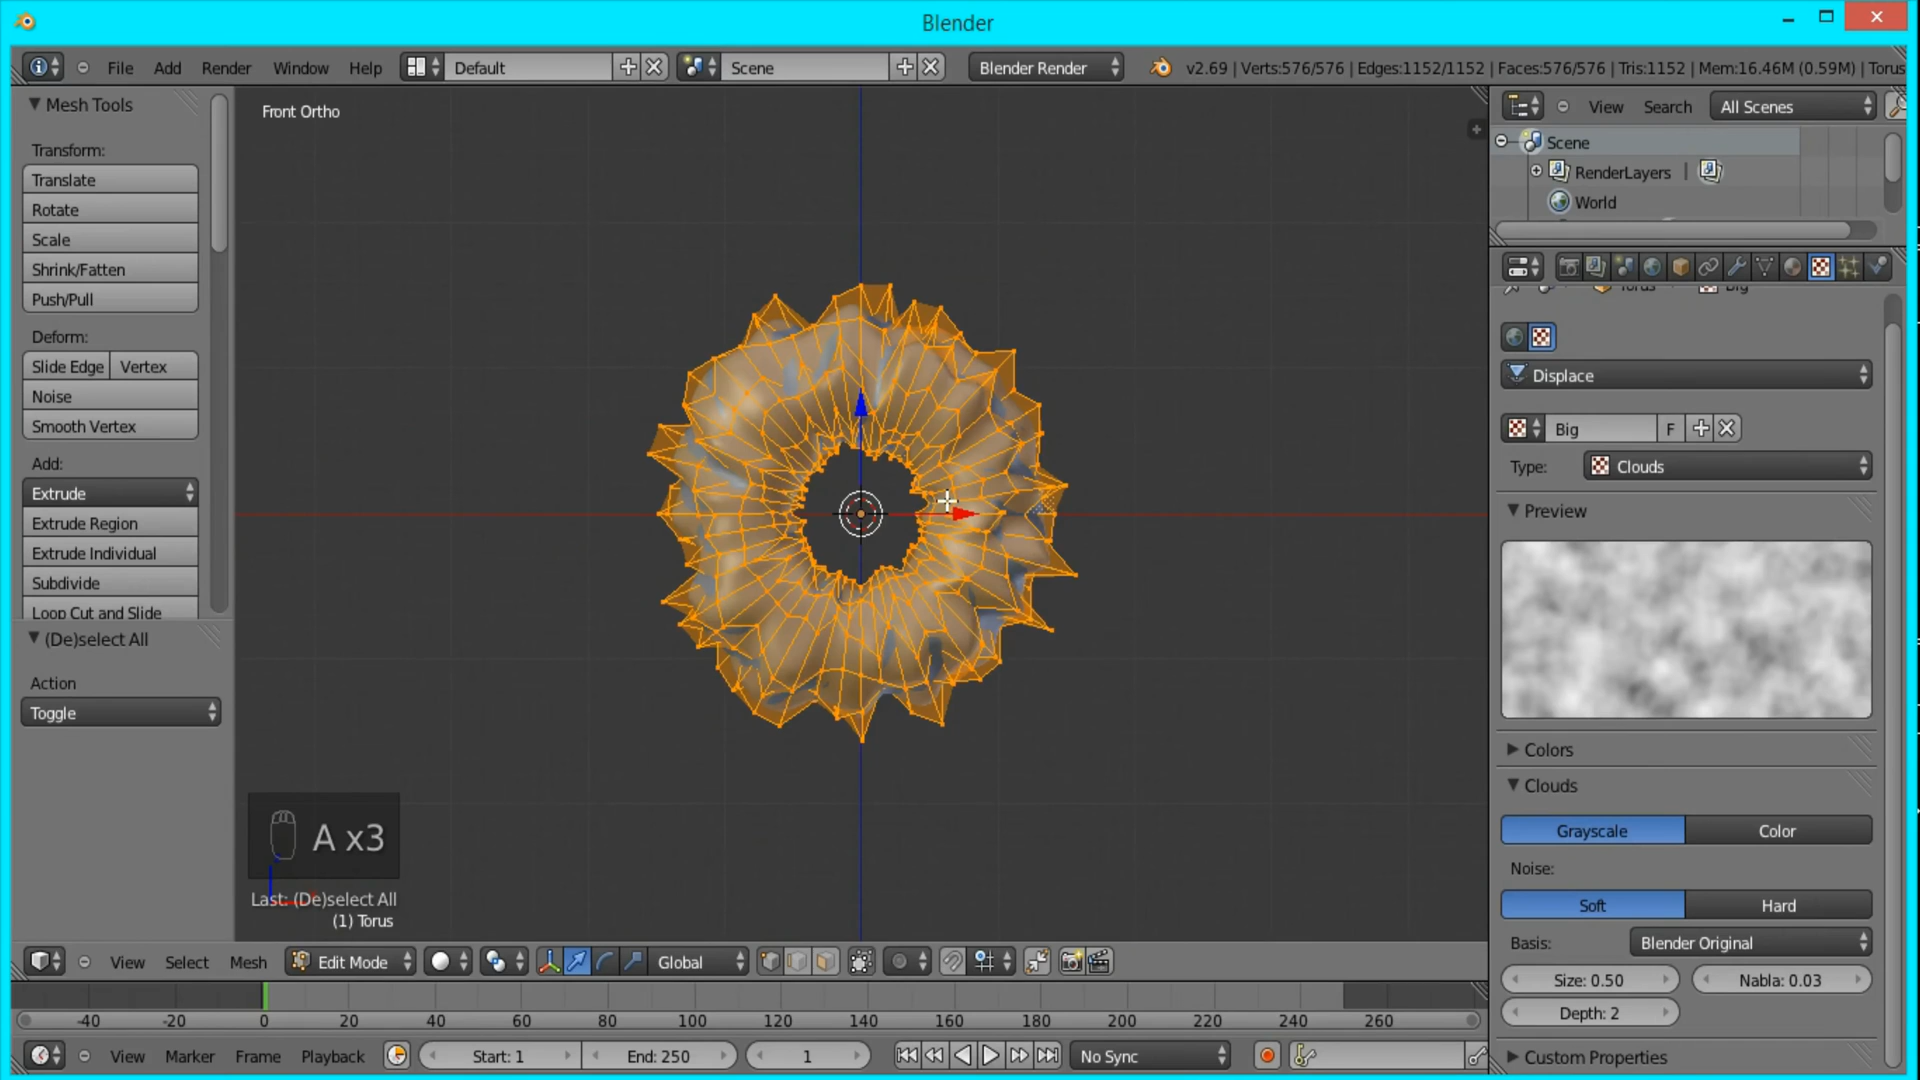 Blender
File Add Render Window Help Default Scene Blender Render v2.69 | Verts:576/576 | Edges:1152/1152 | Faces:576/576 | Tris:1152 | Mem:16.46M (0.59M) | Torus
Mesh Tools
Transform:
Translate
Rotate
Scale
Shrink/Fatten
Push/Pull
Deform:
Slide Edge Vertex
Noise
Smooth Vertex
Add:
Extrude
Extrude Region
Extrude Individual
Subdivide
Loop Cut and Slide
(De)select All
Action
Toggle
Front Ortho
A x3
Last: (De)select All
(1) Torus
View Select Mesh Edit Mode Global
-40 -20 0 20 40 60 80 100 120 140 160 180 200 220 240 260
View Marker Frame Playback Start: 1 End: 250 1 No Sync
View Search All Scenes
Scene
RenderLayers |
World
Torus Big
Displace
Big F
Type: Clouds
Preview
Colors
Clouds
Grayscale Color
Noise:
Soft Hard
Basis: Blender Original
Size: 0.50 Nabla: 0.03
Depth: 2
Custom Properties